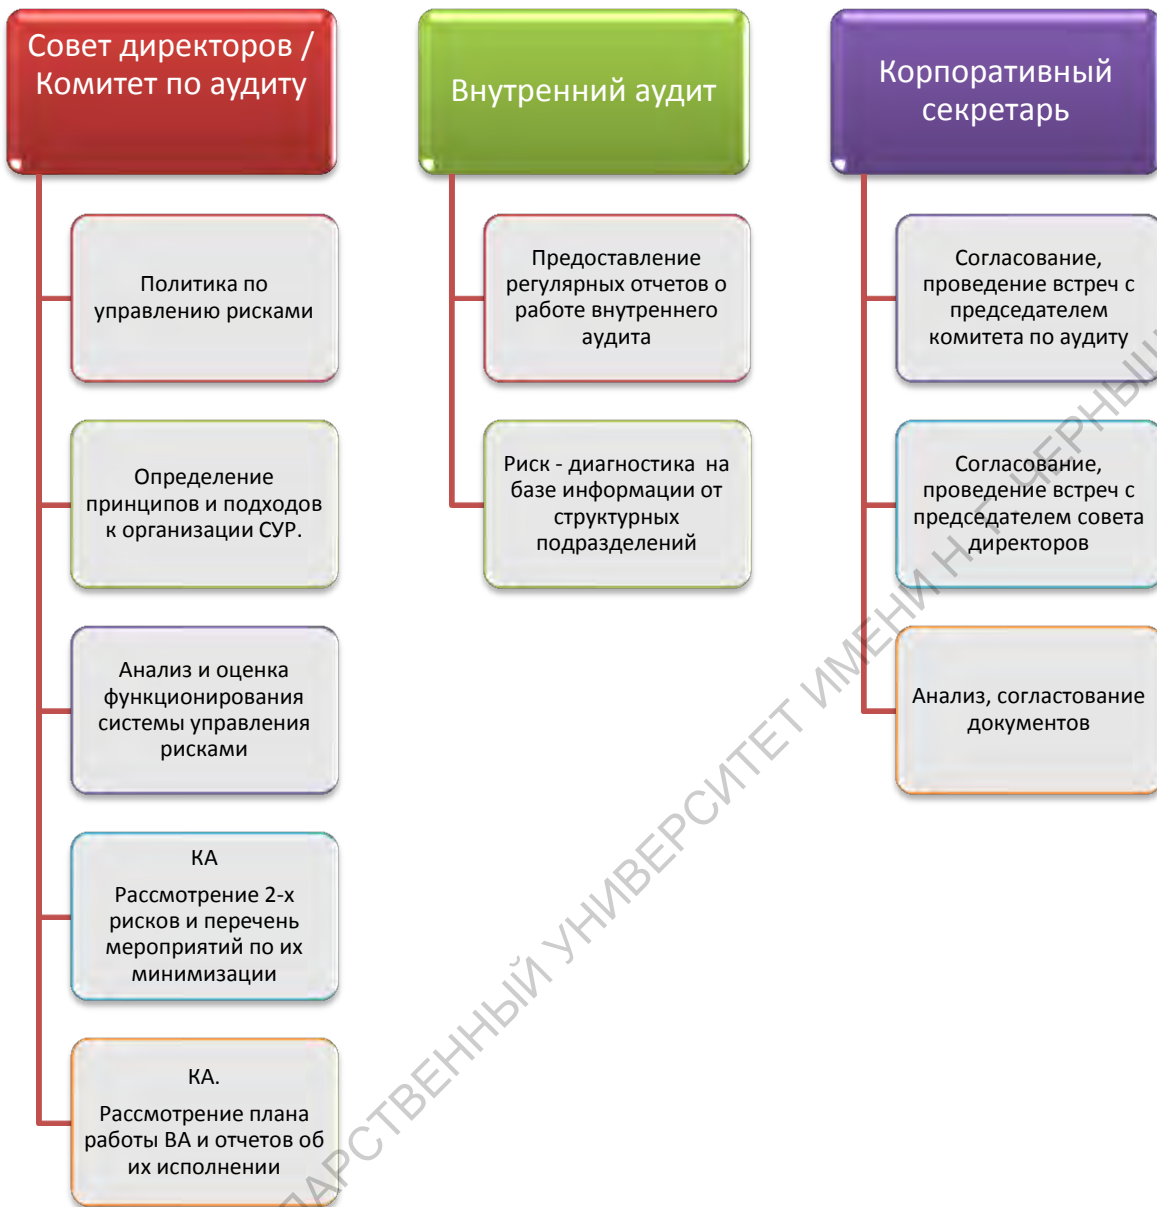 Совет директоров /
Комитет по аудиту
Политика по
управлению рисками
Определение
принципов и подходов
к организации СУР.
Анализ и оценка
функционирования
системы управления
рисками
КА
Рассмотрение 2-х
рисков и перечень
мероприятий по их
минимизации
КА.
Рассмотрение плана
работы ВА и отчетов об
их исполнении
Внутренний аудит
Предоставление
регулярных отчетов о
работе внутреннего
аудита
Риск - диагностика на
базе информации от
структурных
подразделений
Корпоративный
секретарь
Согласование,
проведение встреч с
председателем
комитета по аудиту
Согласование,
проведение встреч с
председателем совета
директоров
Анализ, согластование
документов
ДАРСТВЕННЫЙ УНИВЕРСИТЕТ ИМЕНИ Н. Г. ЧЕРНЫШ